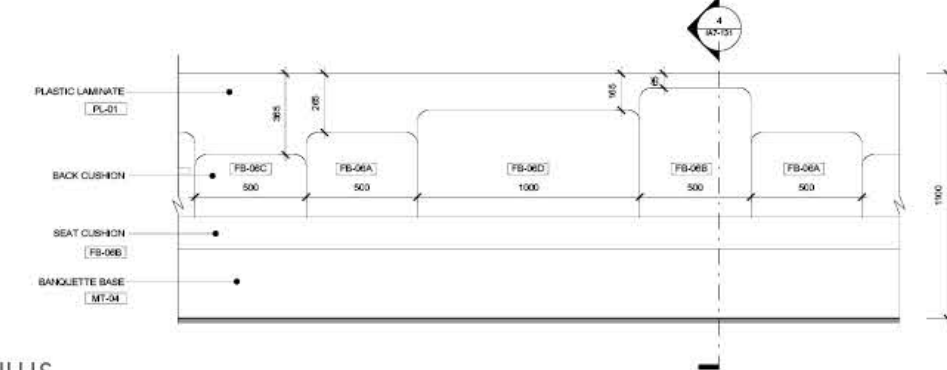 4
IA7-131
PLASTIC LAMINATE
PL-01
365
265
165
65
BACK CUSHION
FB-06C
500
FB-06A
500
FB-06D
1000
FB-06B
500
FB-06A
500
1100
SEAT CUSHION
FB-06B
BANQUETTE BASE
MT-04